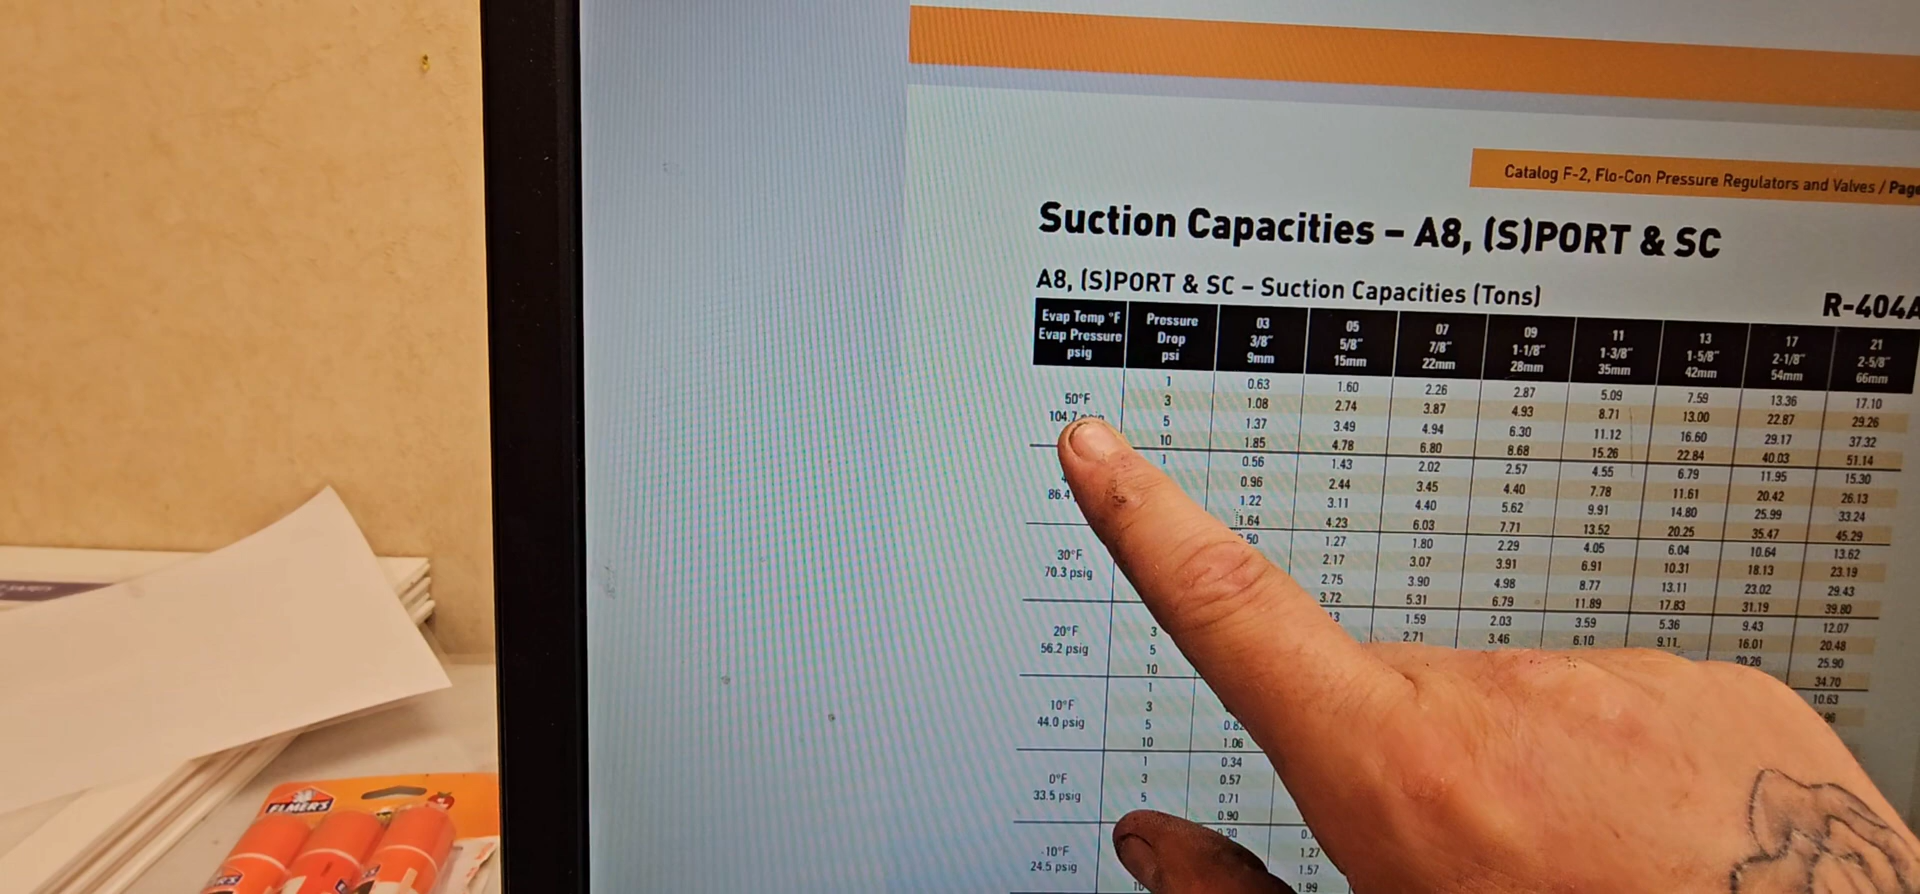 Catalog F-2, Flo-Con Pressure Regulators and Valves / Page
Suction Capacities – A8, (S)PORT & SC
A8, (S)PORT & SC – Suction Capacities (Tons)
R-404A
Evap Temp °F Evap Pressure psig | Pressure Drop psi | 03 3/8" 9mm | 05 5/8" 15mm | 07 7/8" 22mm | 09 1-1/8" 28mm | 11 1-3/8" 35mm | 13 1-5/8" 42mm | 17 2-1/8" 54mm | 21 2-5/8" 66mm
1 0.63 1.60 2.26 2.87 5.09 7.59 13.36 17.10
50°F 3 1.08 2.74 3.87 4.93 8.71 13.00 22.87 29.26
104.7 5 1.37 3.49 4.94 6.30 11.12 16.60 29.17 37.32
10 1.85 4.78 6.80 8.68 15.26 22.84 40.03 51.14
1 0.56 1.43 2.02 2.57 4.55 6.79 11.95 15.30
0.96 2.44 3.45 4.40 7.78 11.61 20.42 26.13
86.4 1.22 3.11 4.40 5.62 9.91 14.80 25.99 33.24
1.64 4.23 6.03 7.71 13.52 20.25 35.47 45.29
50 1.27 1.80 2.29 4.05 6.04 10.64 13.62
30°F 2.17 3.07 3.91 6.91 10.31 18.13 23.19
70.3 psig 2.75 3.90 4.98 8.77 13.11 23.02 29.43
3.72 5.31 6.79 11.89 17.83 31.19 39.80
13 1.59 2.03 3.59 5.36 9.43 12.07
20°F 3 2.71 3.46 6.10 9.11 16.01 20.48
56.2 psig 5 20.26 25.90
10 34.70
1 10.63
10°F 3
44.0 psig 5 0.82
10 1.06
1 0.34
0°F 3 0.57
33.5 psig 5 0.71
0.90
0.30 0.
-10°F 1.27
24.5 psig 1.57
10 1.99
ELMER'S